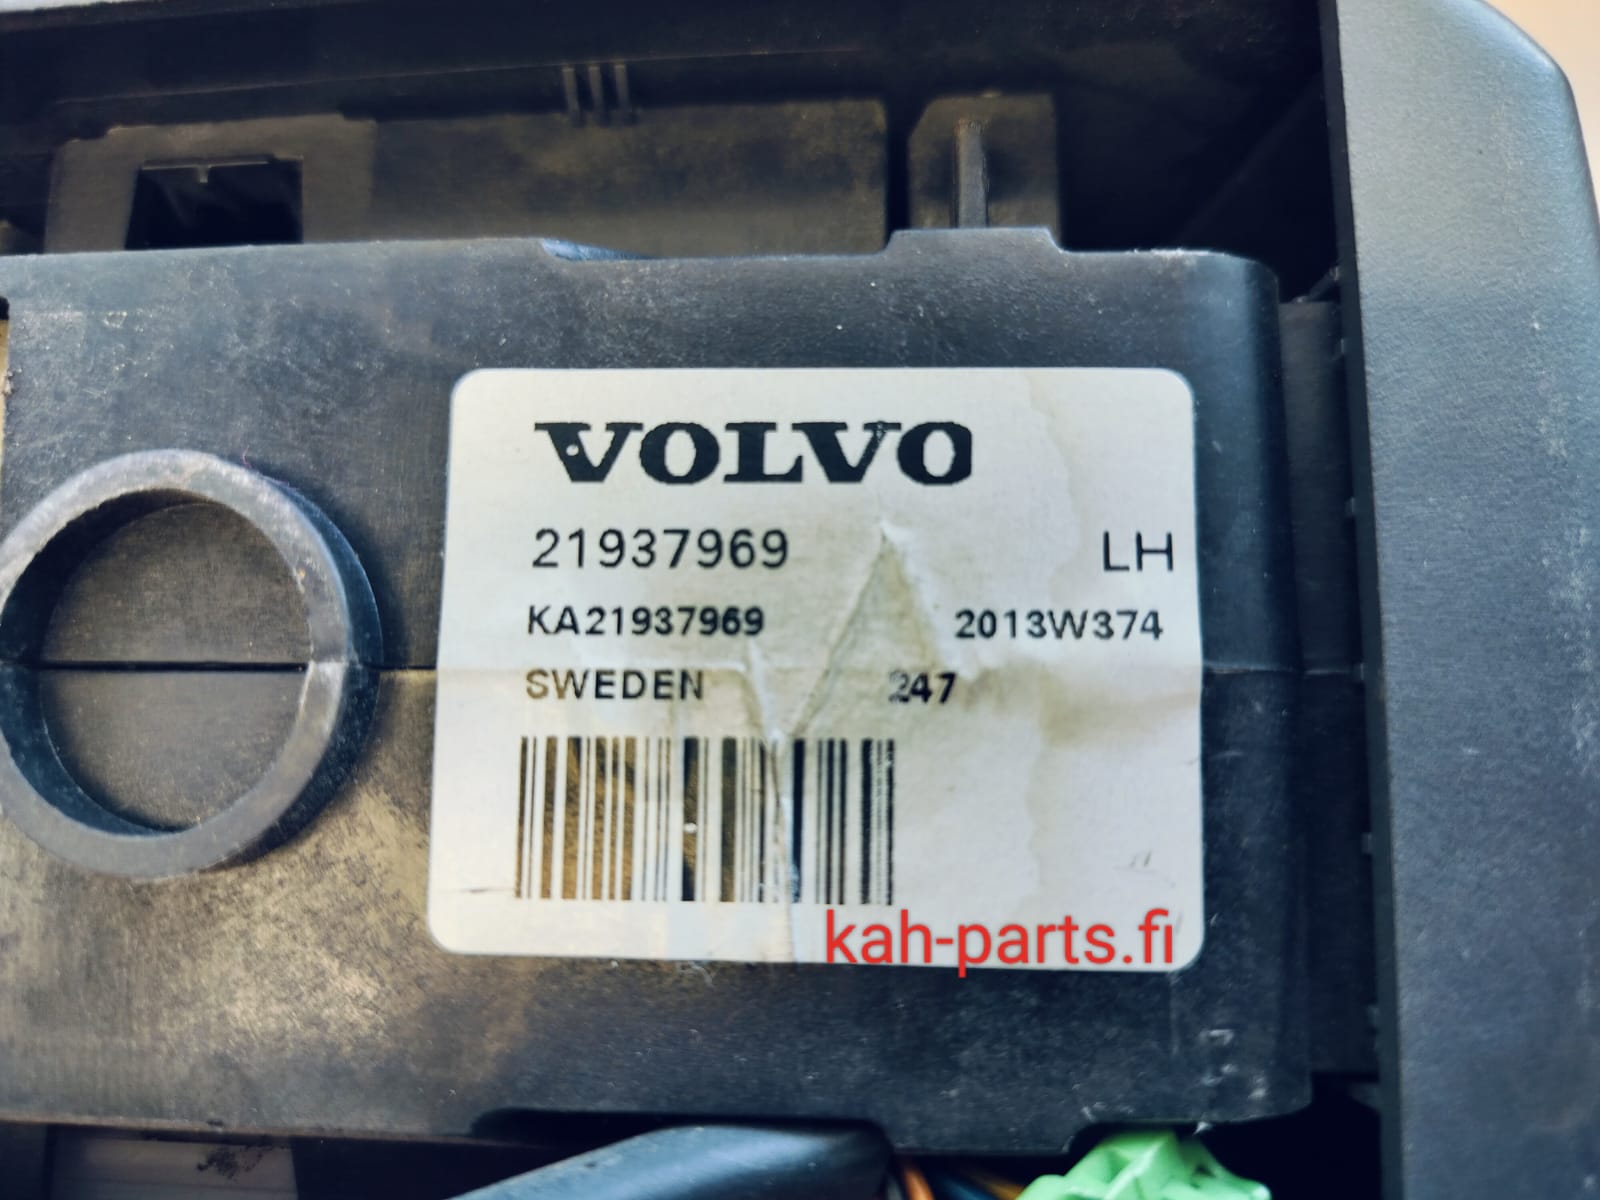 VOLVO
21937969 LH
KA21937969 2013W374
SWEDEN 247
kah-parts.fi